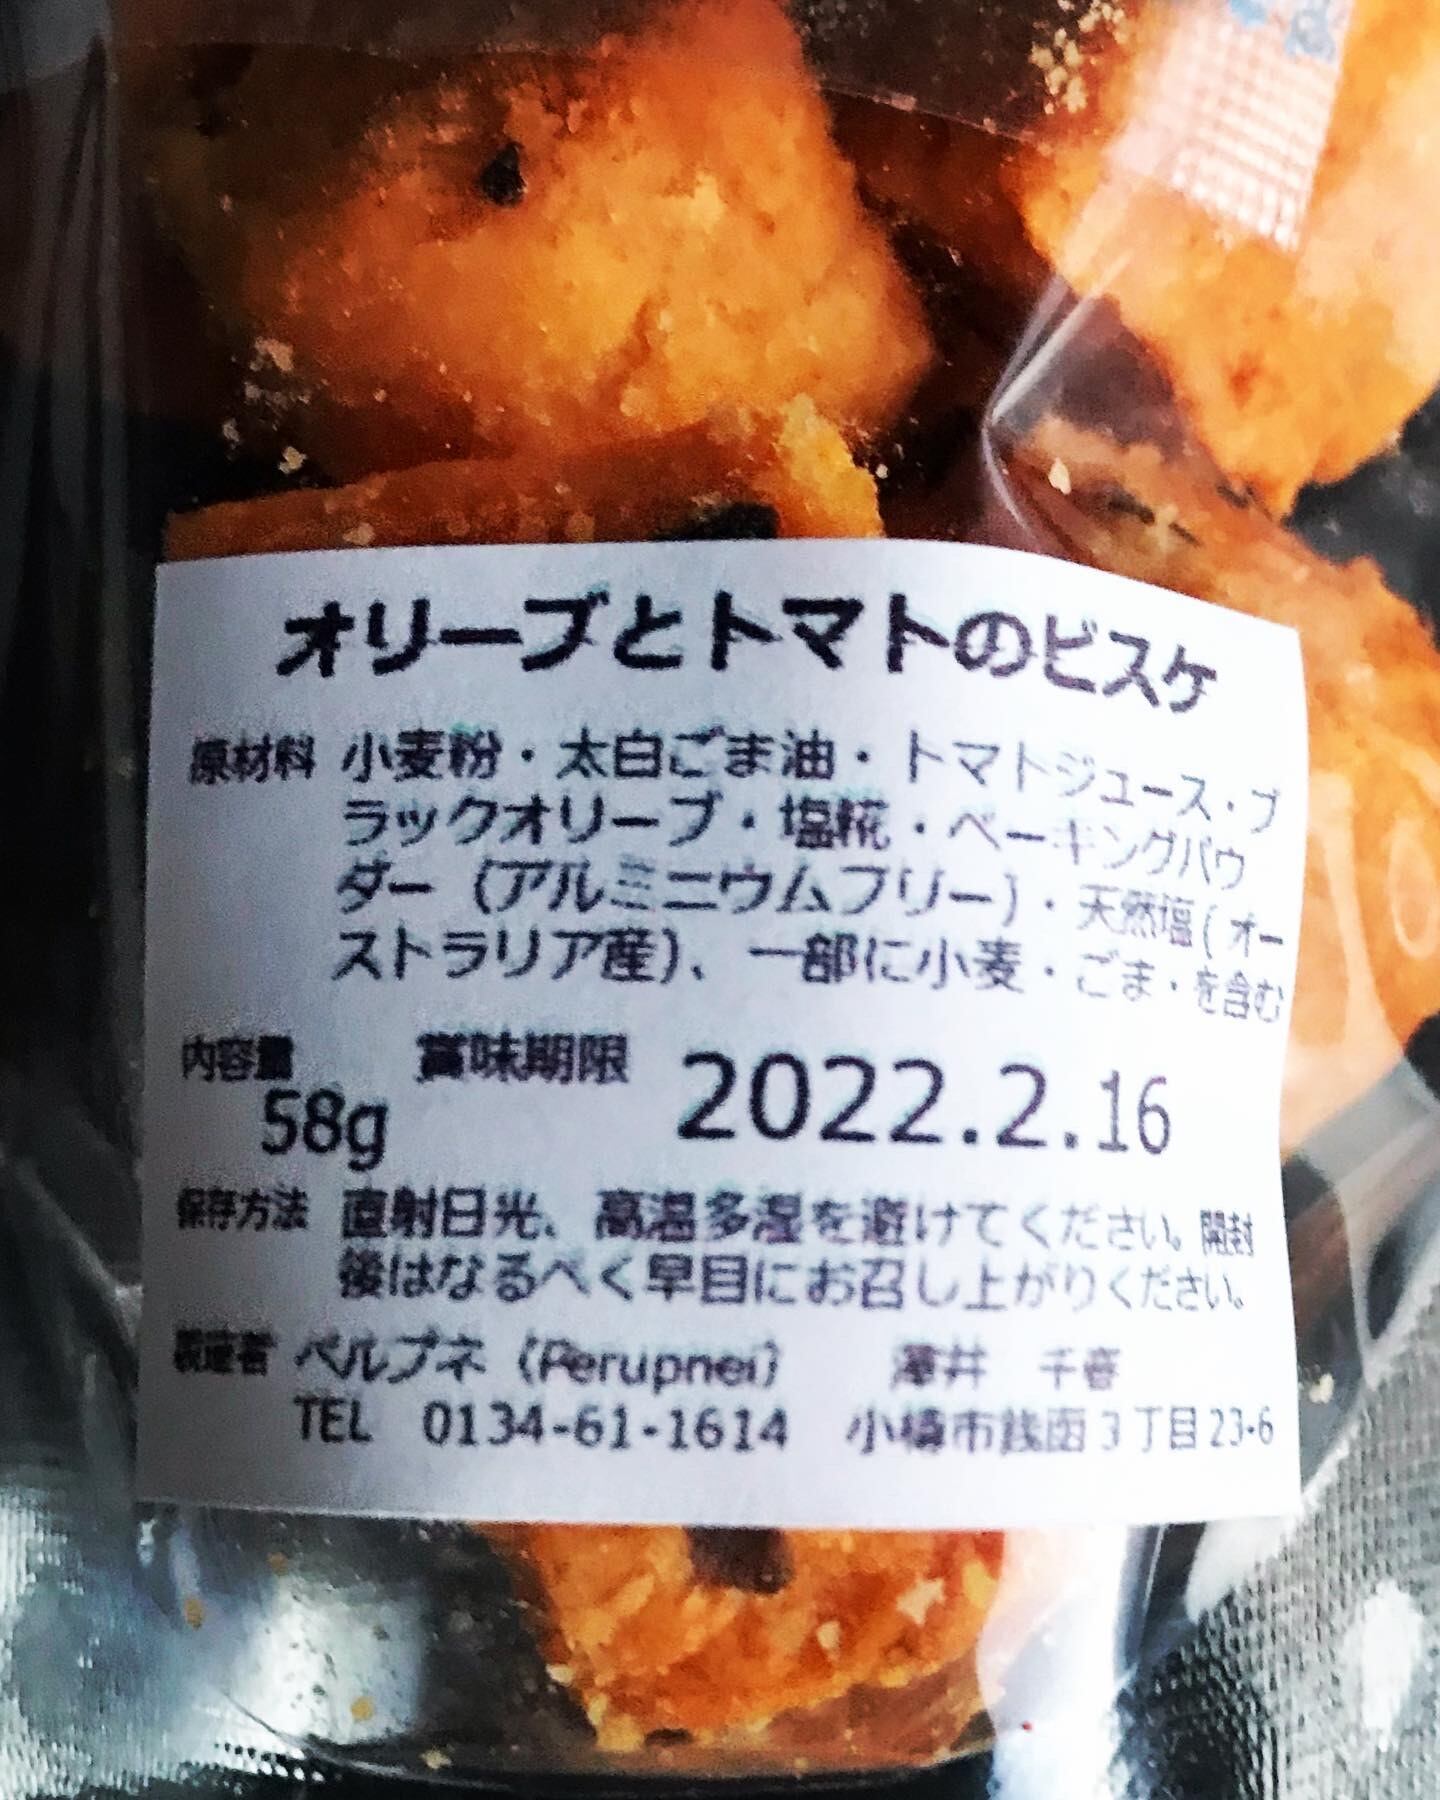 オリーブとトマトのビスケ
原材料 小麦粉・太白ごま油・トマトジュース・ブ
ラックオリーブ・塩糀・ベーキングパウ
ダー（アルミニウムフリー）・天然塩(オー
ストラリア産)、一部に小麦・ごま・を含む
内容量 賞味期限 2022.2.16
58g
保存方法 直射日光、高温多湿を避けてください。開封
後はなるべく早目にお召し上がりください。
製造者 ペルプネ（Perupnei） 澤井 千春
TEL 0134-61-1614 小樽市銭函3丁目23-6